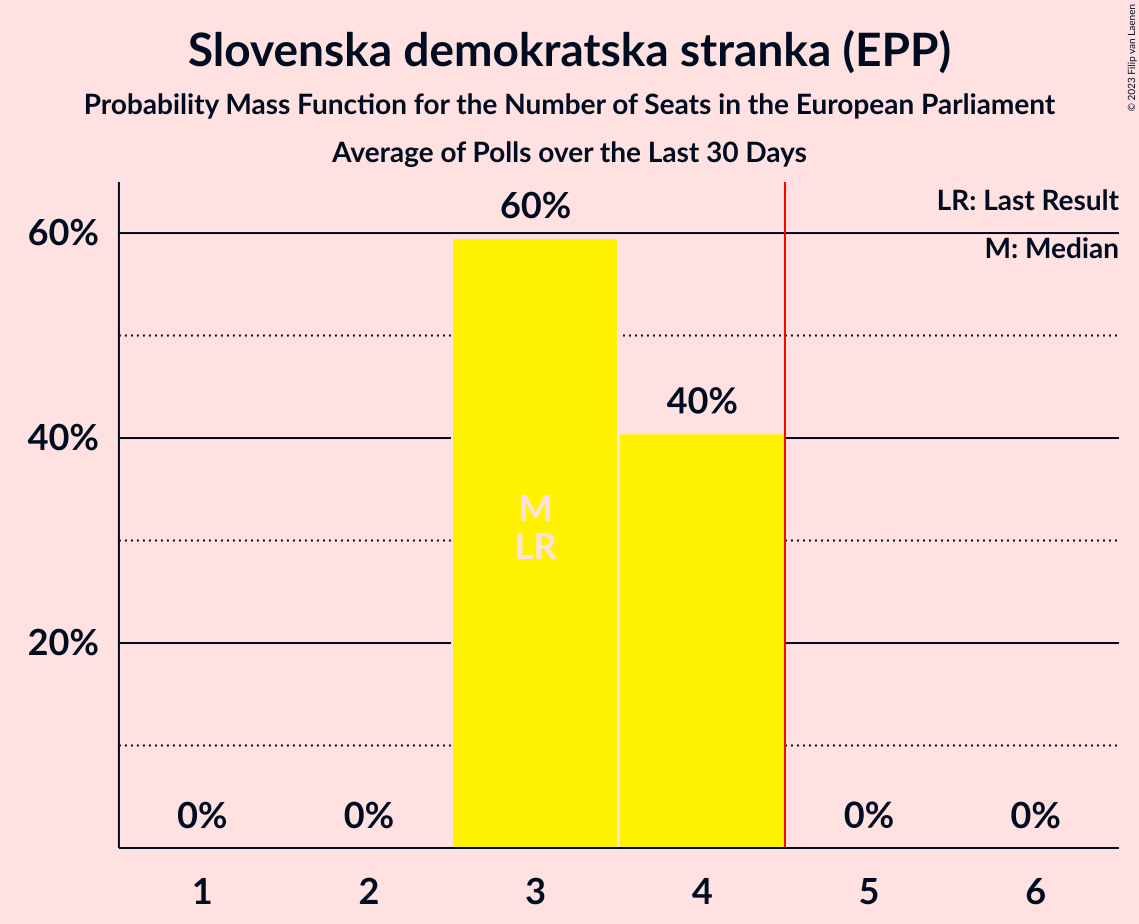 Slovenska demokratska stranka (EPP)
Probability Mass Function for the Number of Seats in the European Parliament
Average of Polls over the Last 30 Days
© 2023 Filip van Laenen
LR: Last Result
M: Median
60%
40%
20%
0%
0%
60%
40%
0%
0%
M
LR
1
2
3
4
5
6